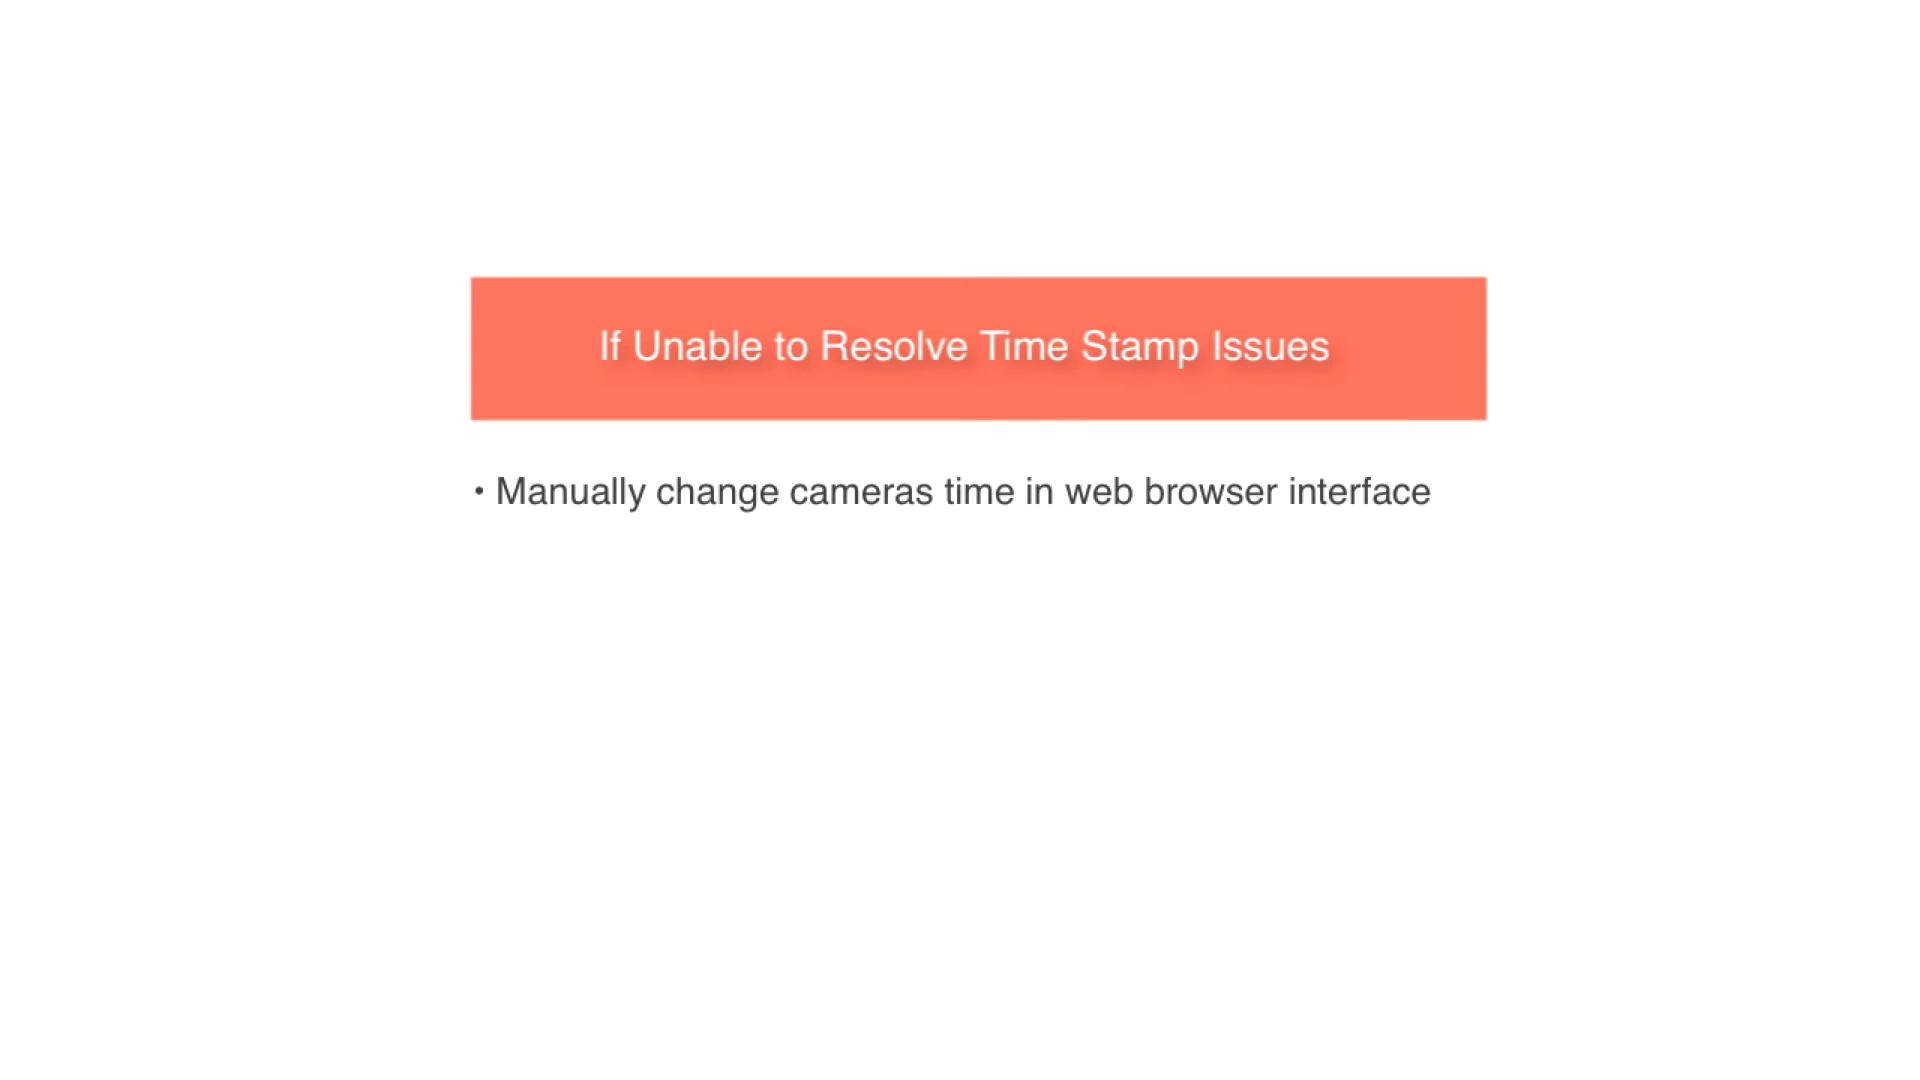 If Unable to Resolve Time Stamp Issues
• Manually change cameras time in web browser interface